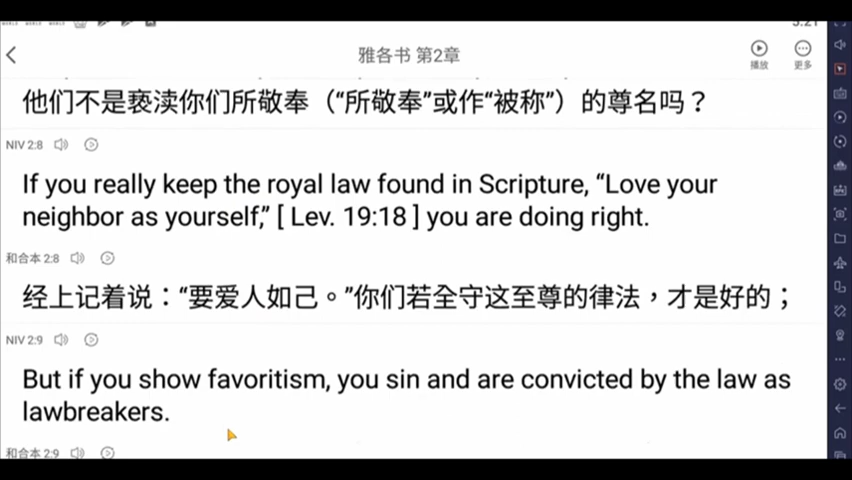 雅各书 第2章
播放
更多
他们不是亵渎你们所敬奉（“所敬奉”或作“被称”）的尊名吗？
NIV 2:8
If you really keep the royal law found in Scripture, “Love your
neighbor as yourself,” [ Lev. 19:18 ] you are doing right.
和合本 2:8
经上记着说：“要爱人如己。”你们若全守这至尊的律法，才是好的；
NIV 2:9
But if you show favoritism, you sin and are convicted by the law as
lawbreakers.
和合本 2:9